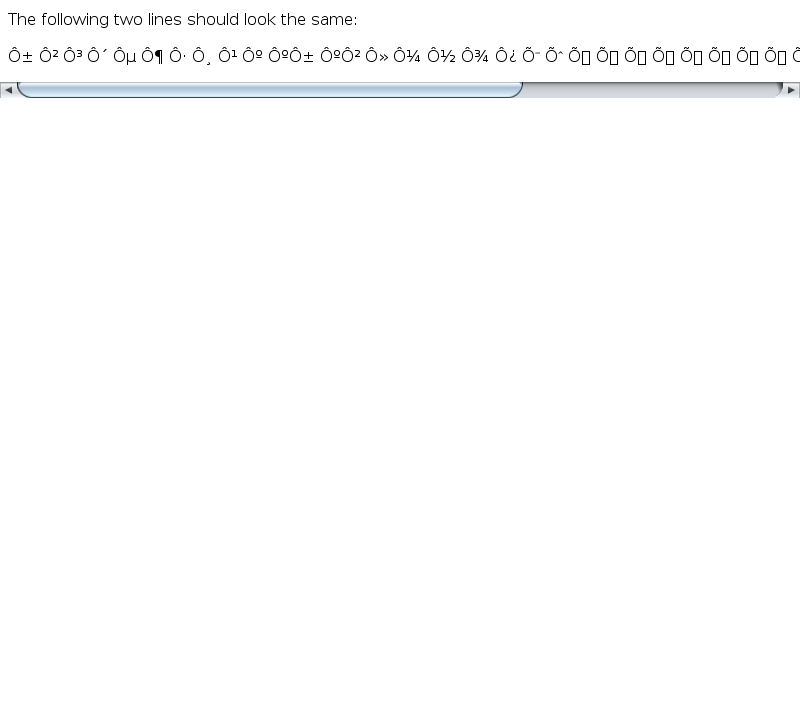 The following two lines should look the same:
Ô± Ô² Ô³ Ô´ Ôµ Ô¶ Ô· Ô¸ Ô¹ Ôº ÔºÔ± ÔºÔ² Ô» Ô¼ Ô½ Ô¾ Ô¿ Õ¯ Õˆ Õ▯ Õ▯ Õ▯ Õ▯ Õ▯ Õ▯ Õ▯ Õ▯